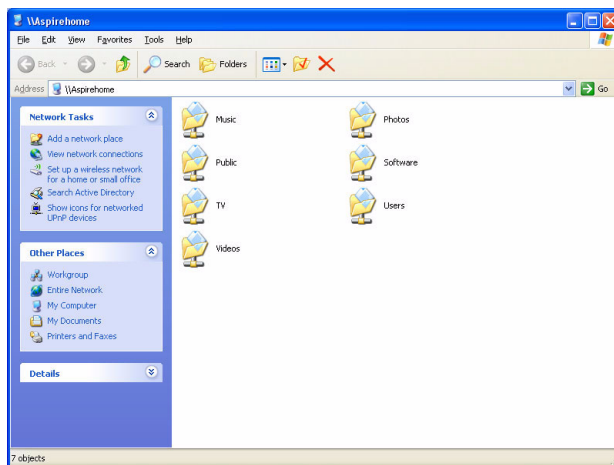 \\Aspirehome
File Edit View Favorites Tools Help
Back Search Folders
Address \\Aspirehome Go
Network Tasks
Add a network place
View network connections
Set up a wireless network
for a home or small office
Search Active Directory
Show icons for networked
UPnP devices
Other Places
Workgroup
Entire Network
My Computer
My Documents
Printers and Faxes
Details
Music Photos
Public Software
TV Users
Videos
7 objects